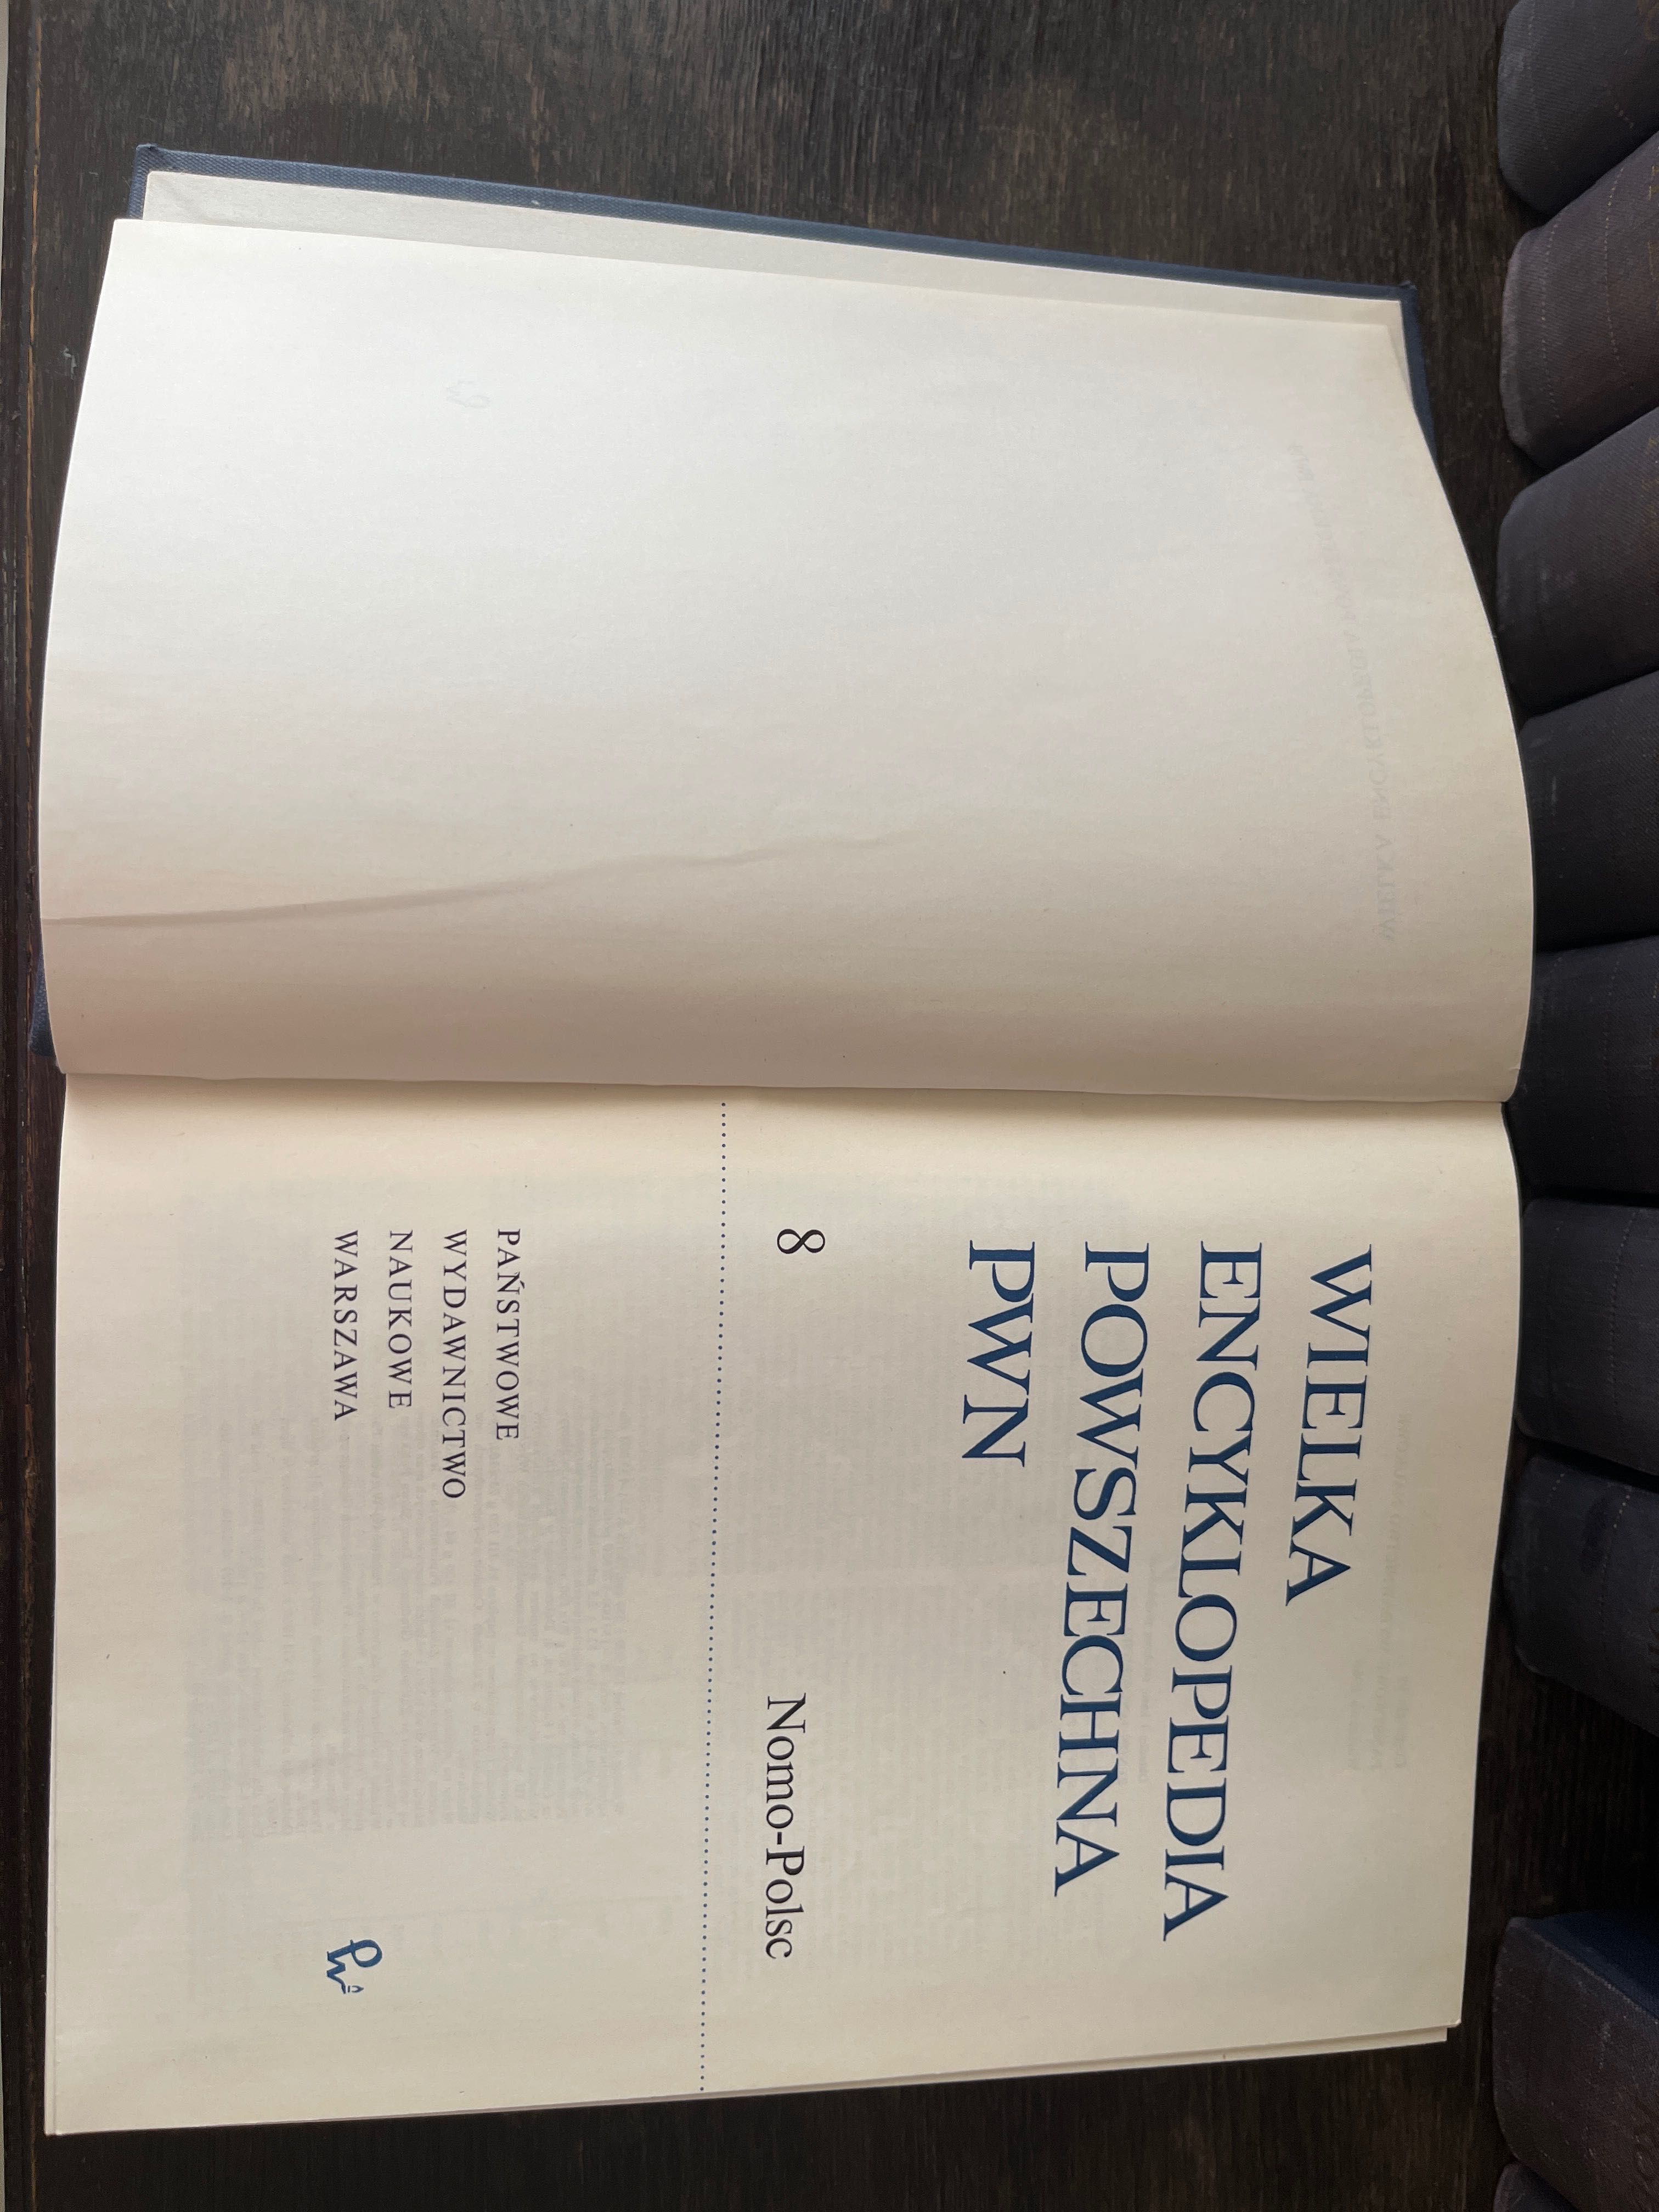 WIELKA
ENCYKLOPEDIA
POWSZECHNA
PWN
8 Nomo-Polsc
PAŃSTWOWE
WYDAWNICTWO
NAUKOWE
WARSZAWA